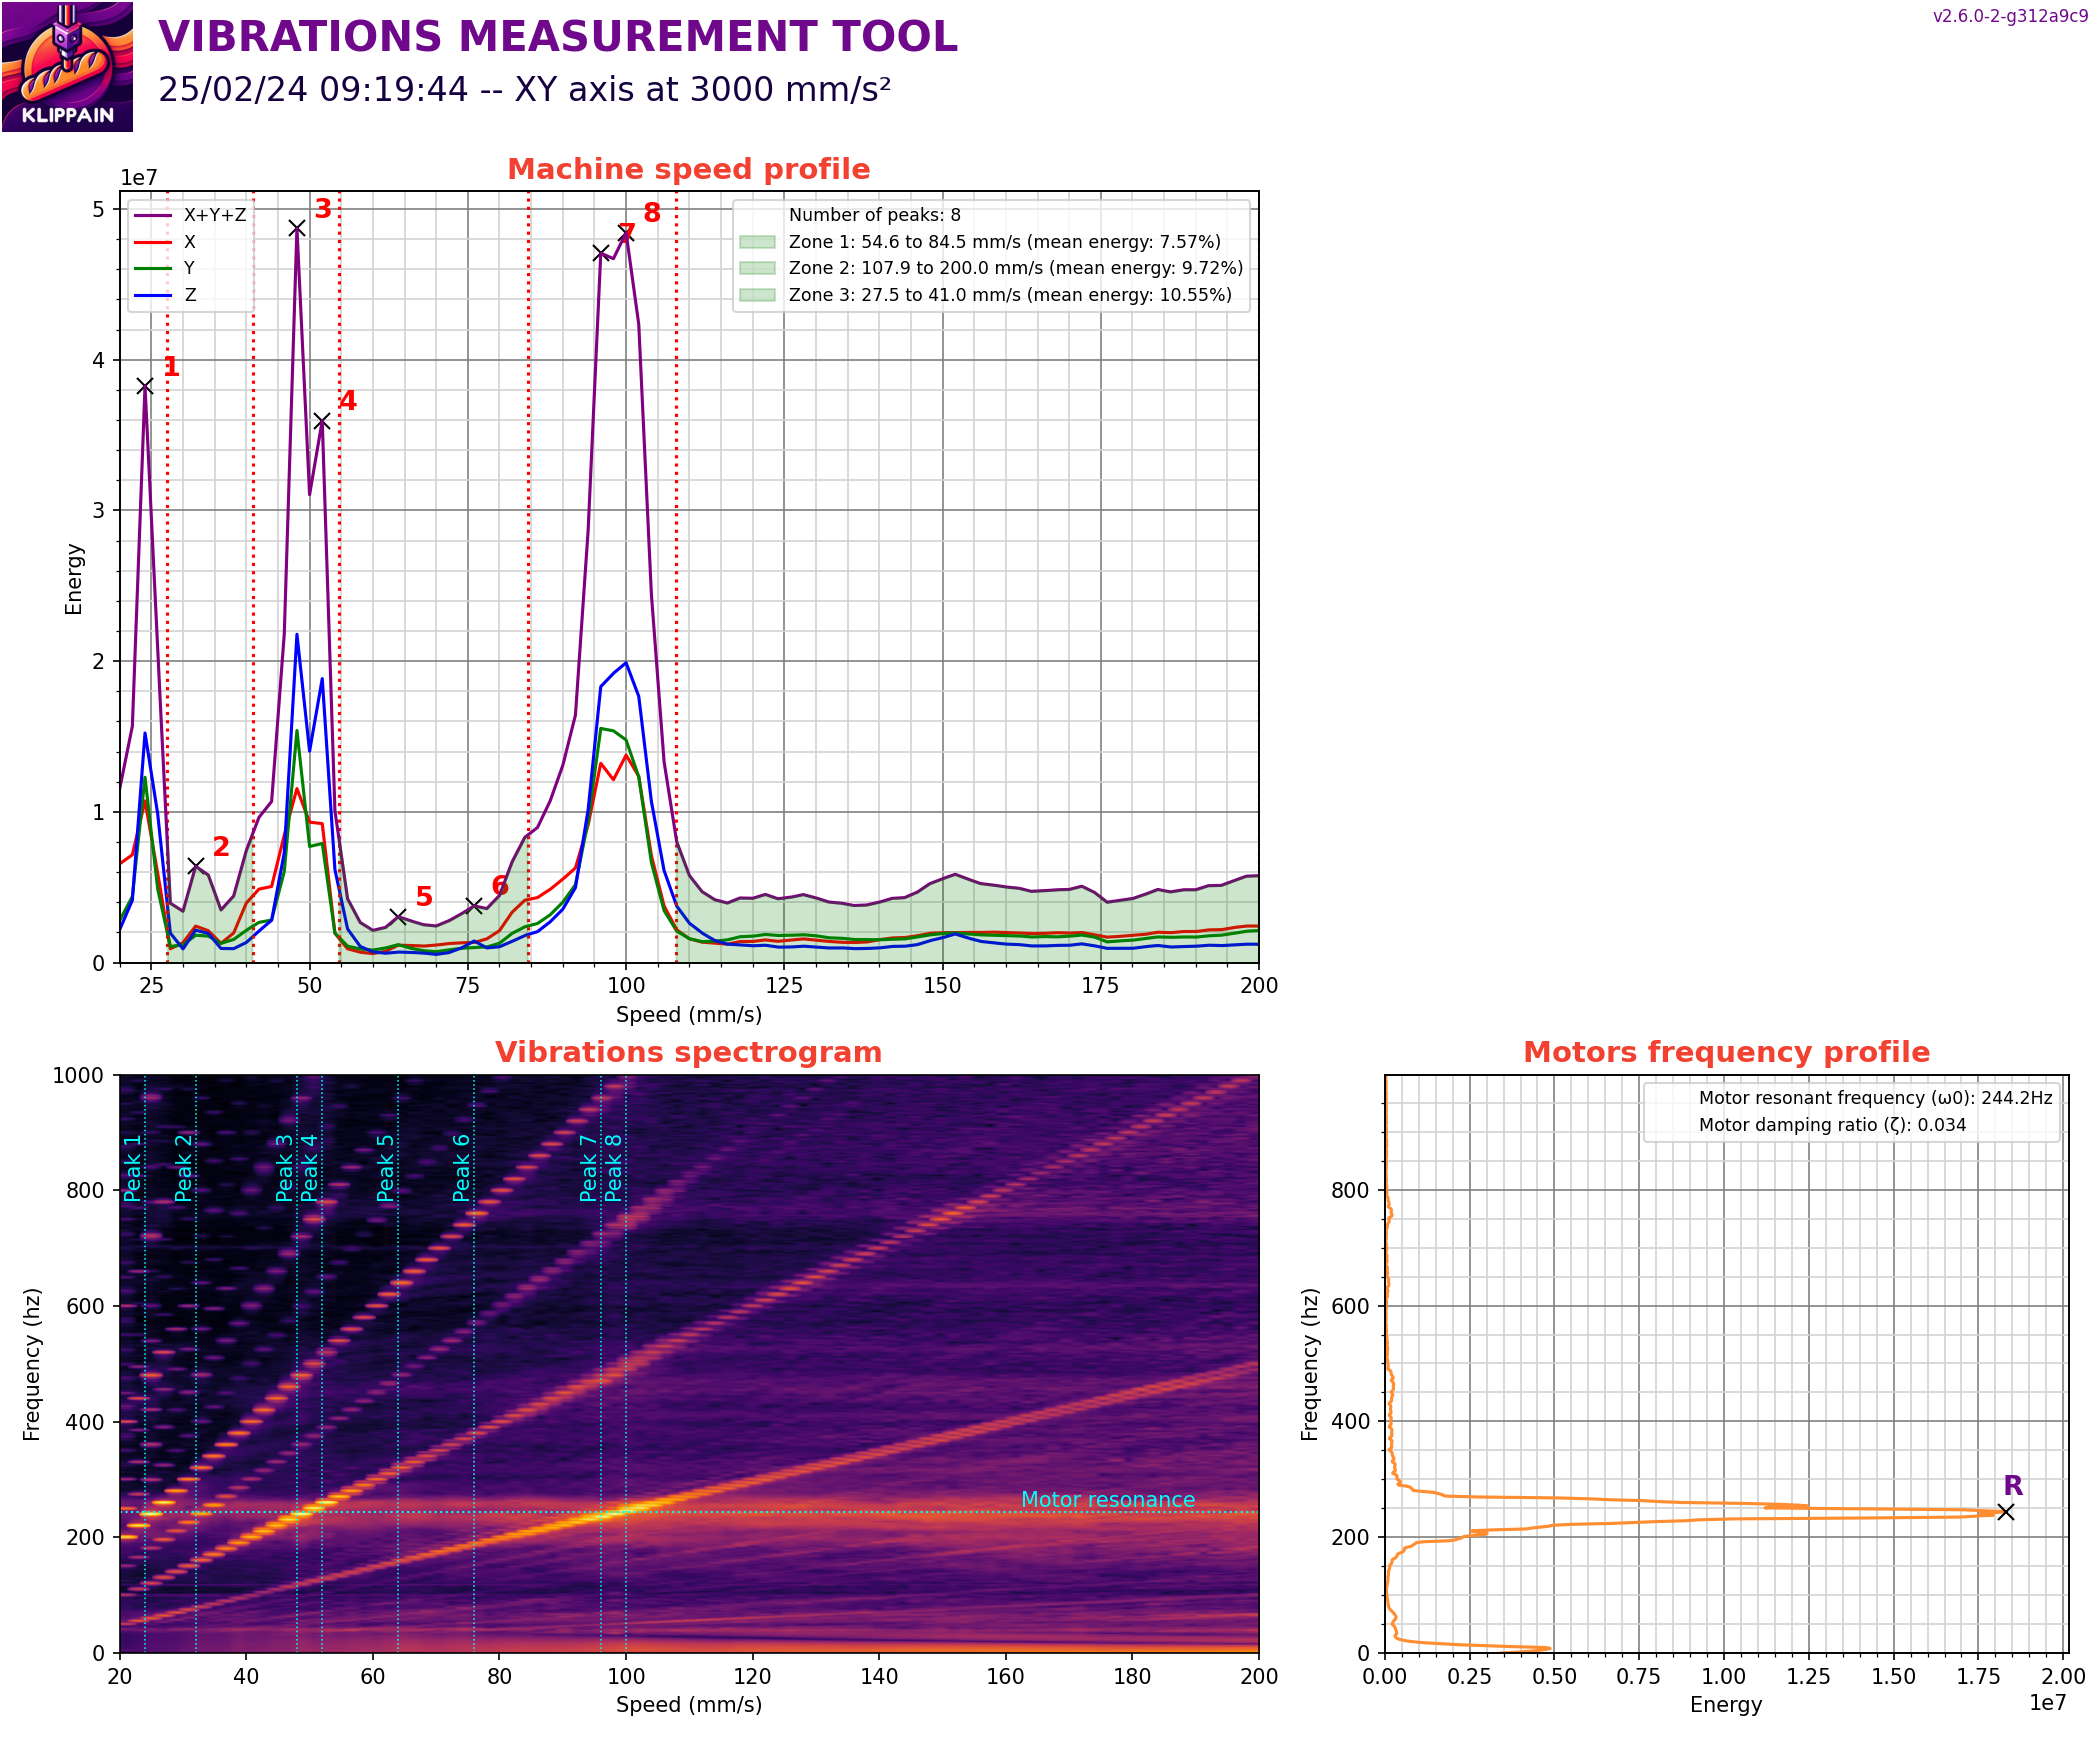 KLIPPAIN
VIBRATIONS MEASUREMENT TOOL
25/02/24 09:19:44 -- XY axis at 3000 mm/s²
v2.6.0-2-g312a9c9
Machine speed profile
1e7
X+Y+Z
X
Y
Z
Number of peaks: 8
Zone 1: 54.6 to 84.5 mm/s (mean energy: 7.57%)
Zone 2: 107.9 to 200.0 mm/s (mean energy: 9.72%)
Zone 3: 27.5 to 41.0 mm/s (mean energy: 10.55%)
1
2
3
4
5
6
7
8
Energy
5
4
3
2
1
0
25 50 75 100 125 150 175 200
Speed (mm/s)
Vibrations spectrogram
Frequency (hz)
1000
800
600
400
200
0
Peak 1
Peak 2
Peak 3
Peak 4
Peak 5
Peak 6
Peak 7
Peak 8
Motor resonance
20 40 60 80 100 120 140 160 180 200
Speed (mm/s)
Motors frequency profile
Motor resonant frequency (ω0): 244.2Hz
Motor damping ratio (ζ): 0.034
R
Frequency (hz)
800
600
400
200
0
0.00 0.25 0.50 0.75 1.00 1.25 1.50 1.75 2.00
Energy
1e7